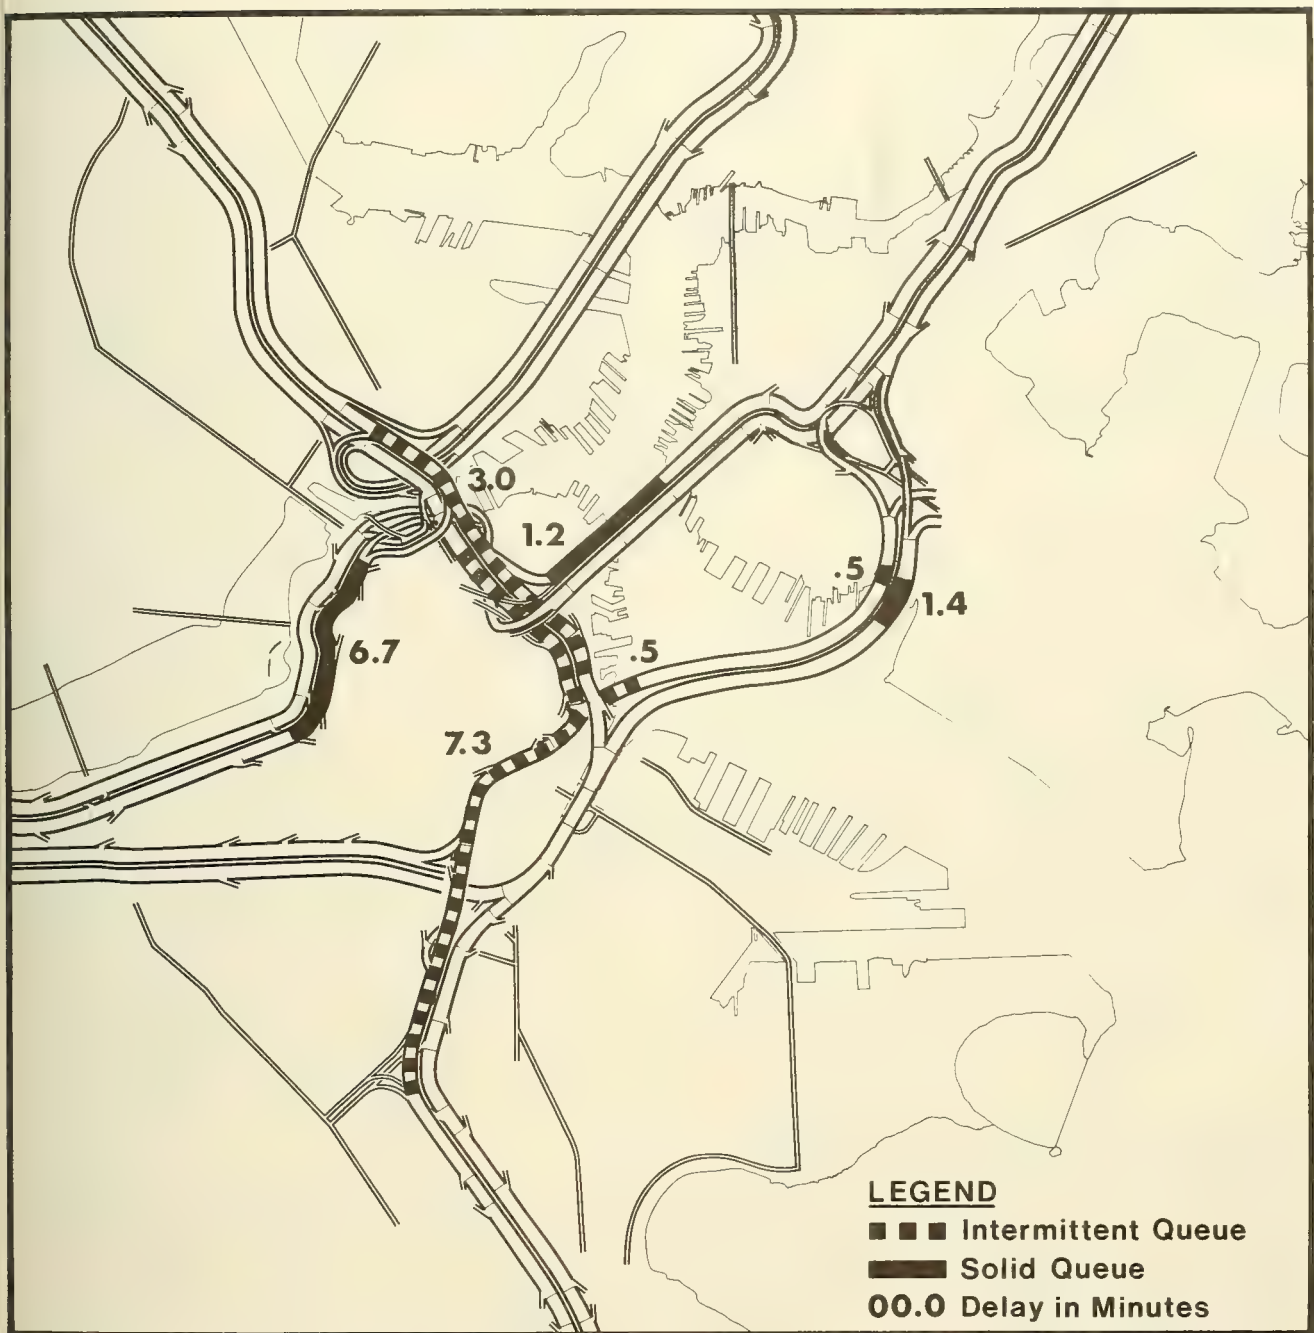 3.0
1.2
.5
1.4
6.7
.5
7.3
LEGEND
Intermittent Queue
Solid Queue
00.0 Delay in Minutes